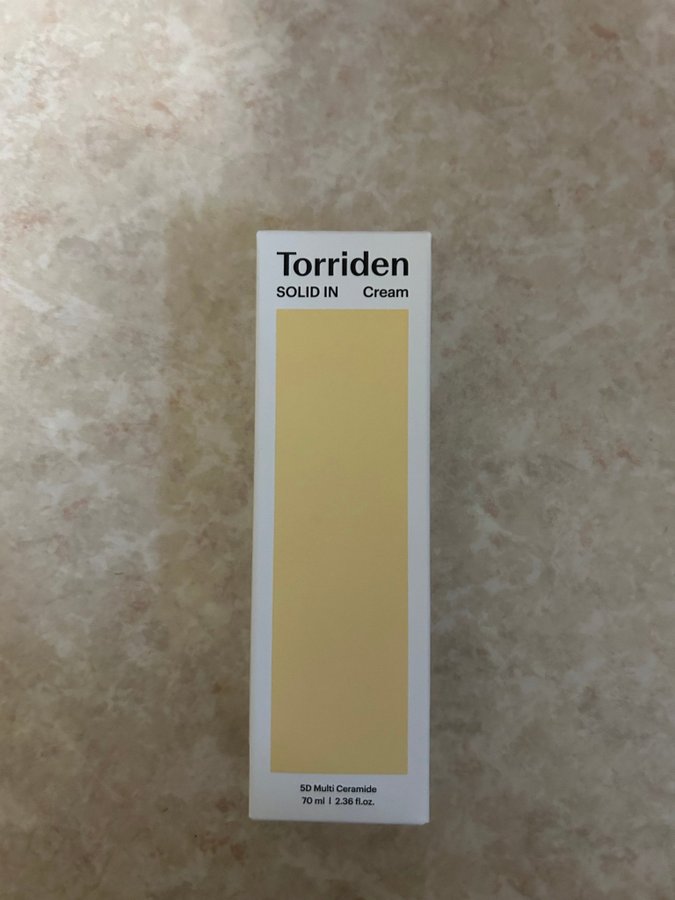 Torriden
SOLID IN Cream
5D Multi Ceramide
70 ml | 2.36 fl.oz.